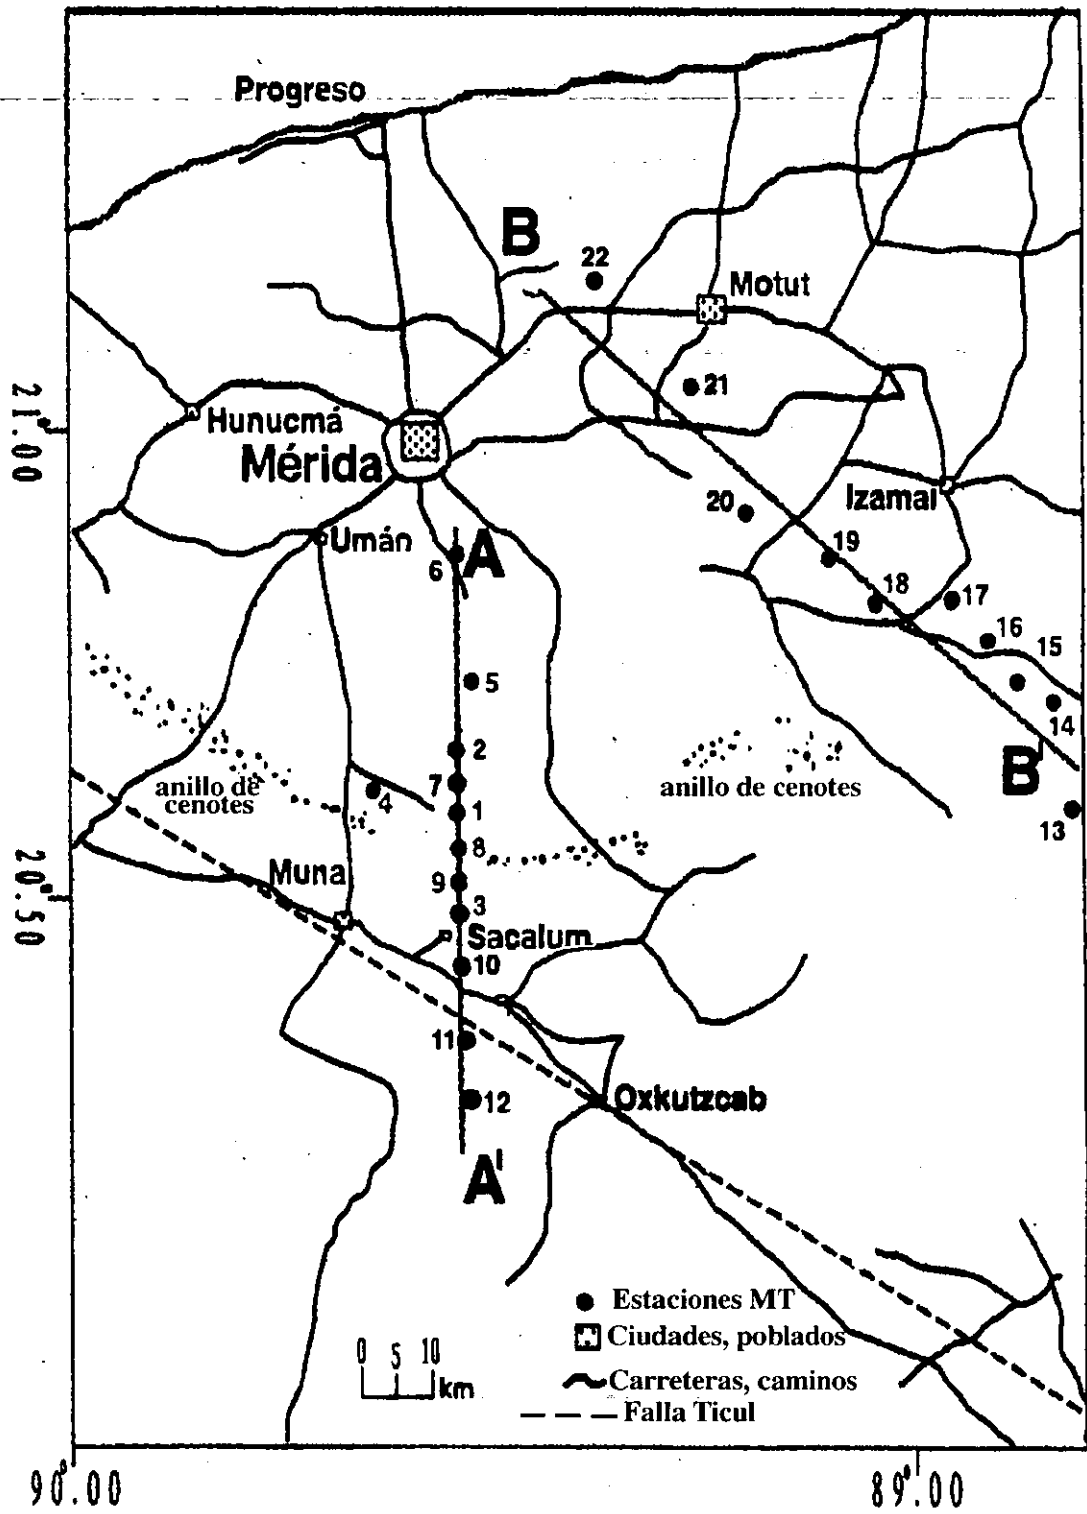 Progreso
B
22
Motut
21
21°.00
Hunucmá
Mérida
Izamal
20
Umán
A
6
19
18
17
16
15
5
14
2
B'
7
anillo de
cenotes
4
anillo de cenotes
1
13
8
20°.50
Muna
9
3
Sacalum
10
11
12
Oxkutzcab
A'
Estaciones MT
Ciudades, poblados
0 5 10
km
Carreteras, caminos
Falla Ticul
90°.00
89°.00